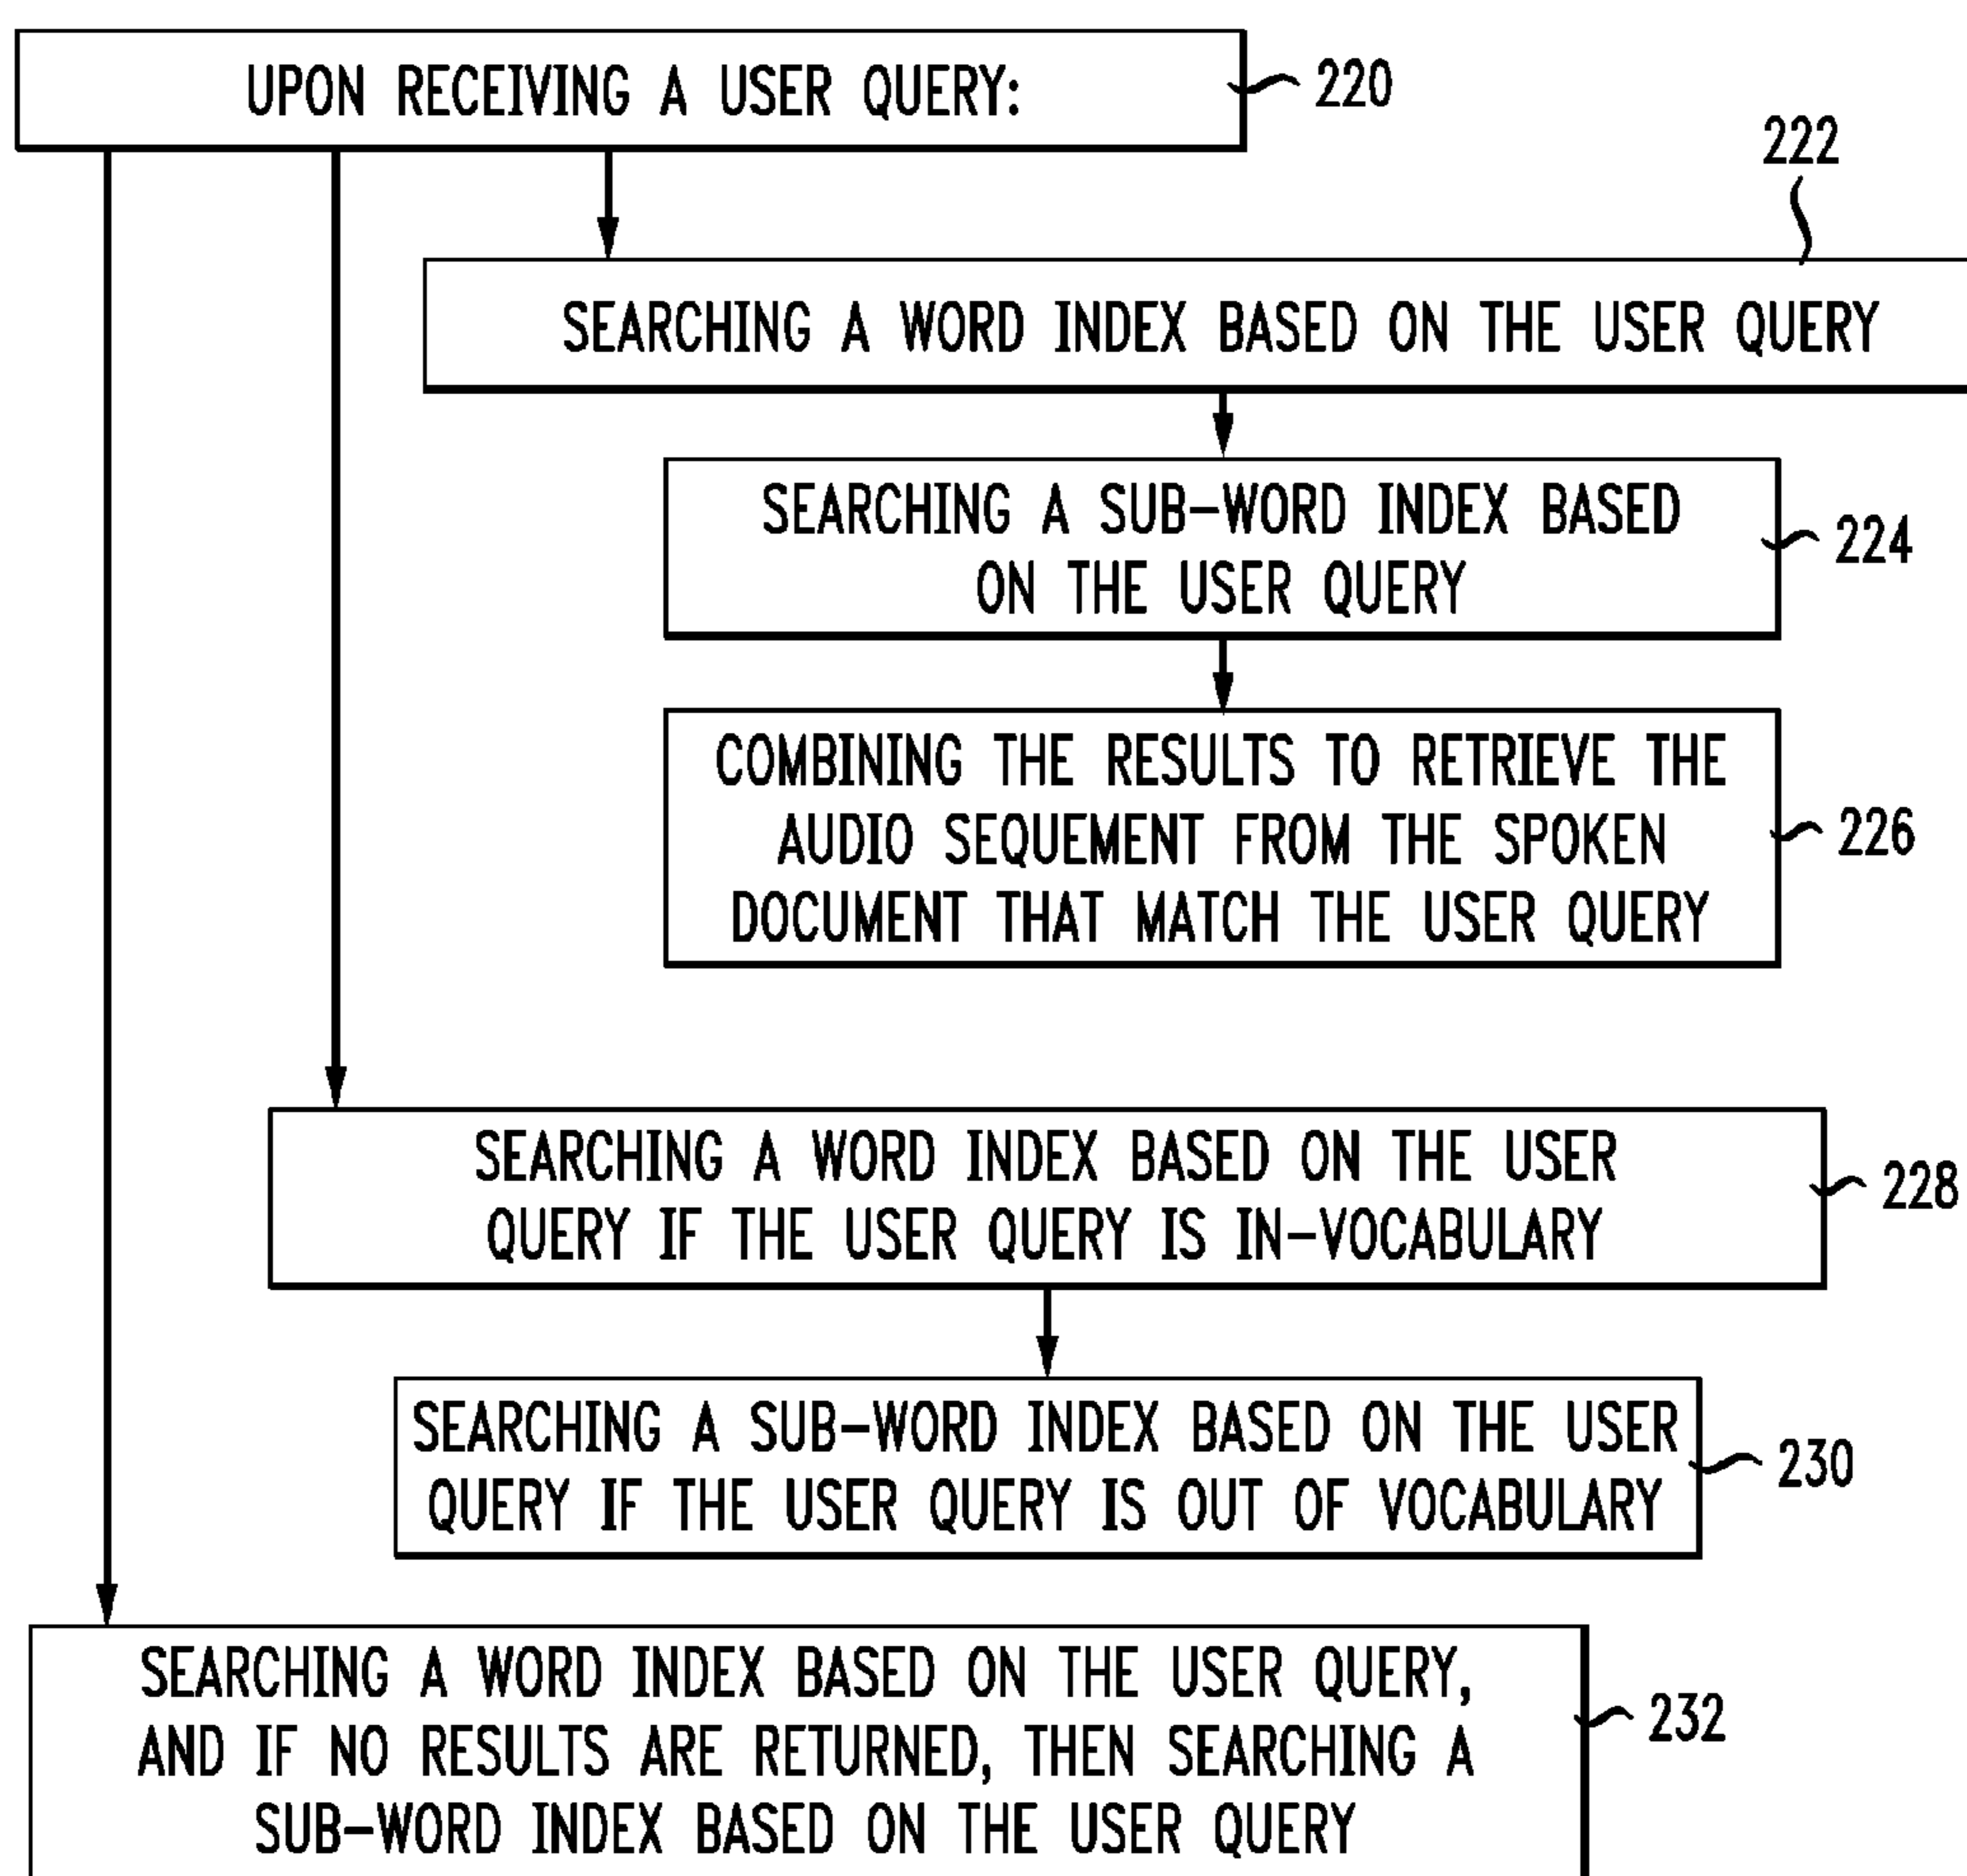 UPON RECEIVING A USER QUERY:
220
222
SEARCHING A WORD INDEX BASED ON THE USER QUERY
SEARCHING A SUB-WORD INDEX BASED
ON THE USER QUERY
224
COMBINING THE RESULTS TO RETRIEVE THE
AUDIO SEQUEMENT FROM THE SPOKEN
DOCUMENT THAT MATCH THE USER QUERY
226
SEARCHING A WORD INDEX BASED ON THE USER
QUERY IF THE USER QUERY IS IN-VOCABULARY
228
SEARCHING A SUB-WORD INDEX BASED ON THE USER
QUERY IF THE USER QUERY IS OUT OF VOCABULARY
230
SEARCHING A WORD INDEX BASED ON THE USER QUERY,
AND IF NO RESULTS ARE RETURNED, THEN SEARCHING A
SUB-WORD INDEX BASED ON THE USER QUERY
232